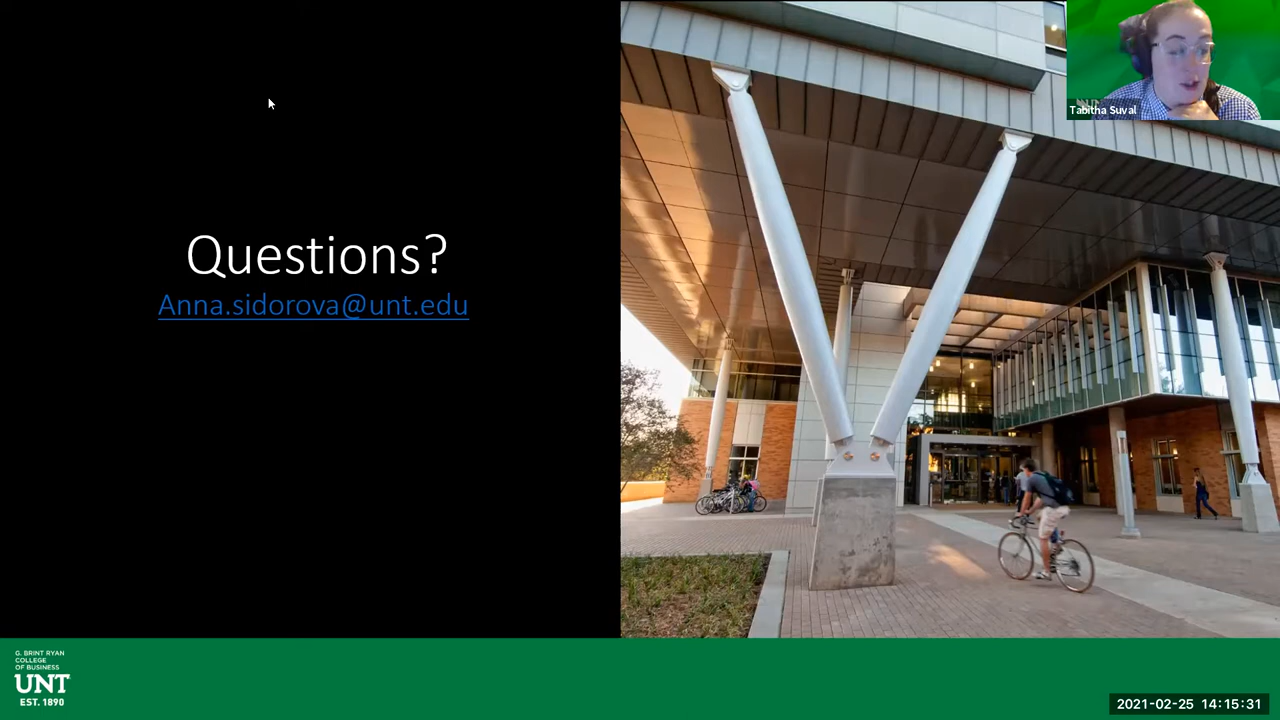 Questions?
Anna.sidorova@unt.edu
Tabitha Suval
G. BRINT RYAN
COLLEGE
OF BUSINESS
UNT
EST. 1890
2021-02-25 14:15:31